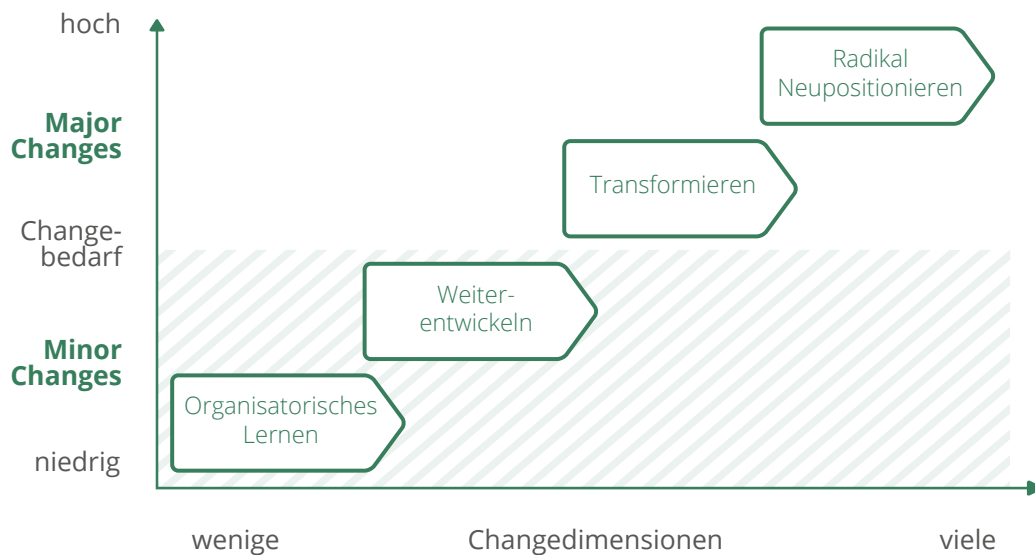 hoch
Radikal
Neupositionieren
Major
Changes
Transformieren
Change-
bedarf
Weiter-
entwickeln
Minor
Changes
Organisatorisches
Lernen
niedrig
wenige
Changedimensionen
viele